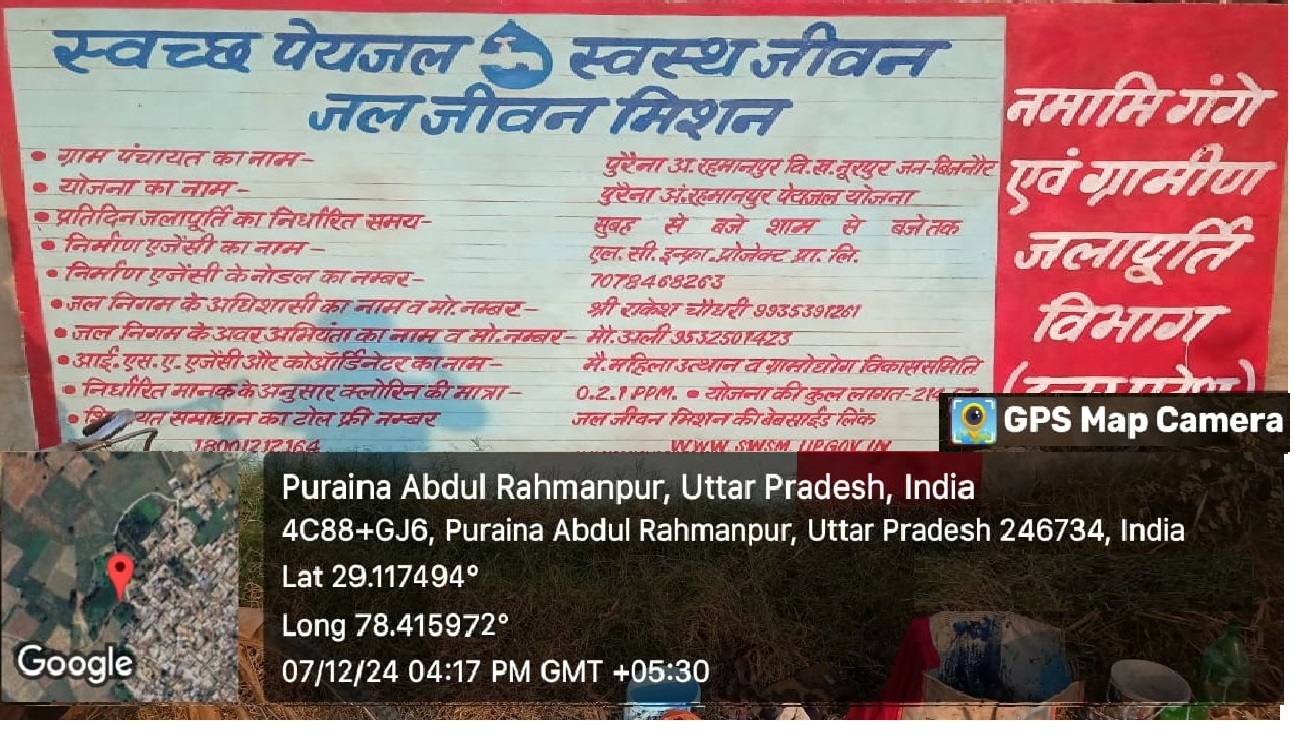 स्वच्छ पेयजल स्वस्थ जीवन
जल जीवन मिशन
• ग्राम पंचायत का नाम- पुरैना अ.रहमानपुर वि.ख.नूरपुर जन-बिजनौर
• योजना का नाम- पुरैना अ.रहमानपुर पेयजल योजना
• प्रतिदिन जलापूर्ति का निर्धारित समय- सुबह से बजे शाम से बजे तक
• निर्माण एजेंसी का नाम- एल.सी.इन्फ्रा.प्रोजेक्ट प्रा.लि.
• निर्माण एजेंसी के नोडल का नम्बर- 7078468263
• जल निगम के अधिशासी का नाम व मो.नम्बर- श्री राकेश चौधरी 9935391261
• जल निगम के अवर अभियंता का नाम व मो.नम्बर- मौ.अली 9532501423
• आई.एस.ए.एजेंसी और कोऑर्डिनेटर का नाम- मै.महिला उत्थान व ग्रामोद्योग विकास समिति
• निर्धारित मानक के अनुसार क्लोरिन की मात्रा- 0.2.1 PPM. • योजना की कुल लागत-
• समाधान का टोल फ्री नम्बर जल जीवन मिशन की बेबसाईड लिंक
18001212164 WWW.SWSM.UP.GOV.IN
नमामि गंगे
एवं ग्रामीण
जलापूर्ति
विभाग
GPS Map Camera
Puraina Abdul Rahmanpur, Uttar Pradesh, India
4C88+GJ6, Puraina Abdul Rahmanpur, Uttar Pradesh 246734, India
Lat 29.117494°
Long 78.415972°
07/12/24 04:17 PM GMT +05:30
Google